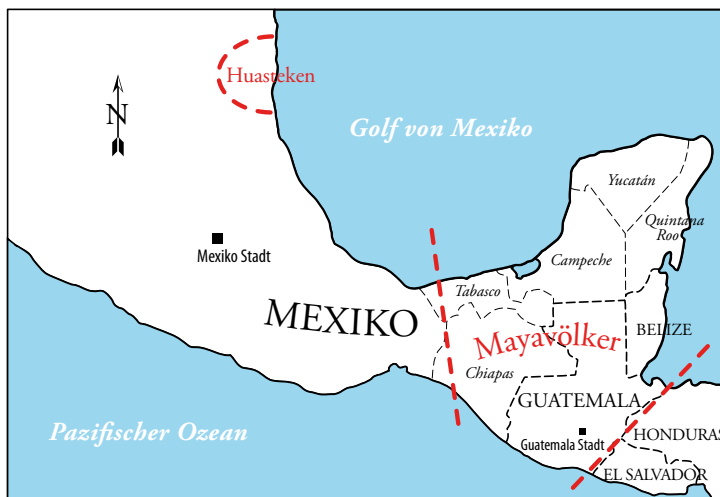 Huasteken
N
Golf von Mexiko
Yucatán
Quintana
Roo
Mexiko Stadt
Campeche
Tabasco
MEXIKO
BELIZE
Mayavölker
Chiapas
GUATEMALA
Pazifischer Ozean
Guatemala Stadt
HONDURAS
EL SALVADOR